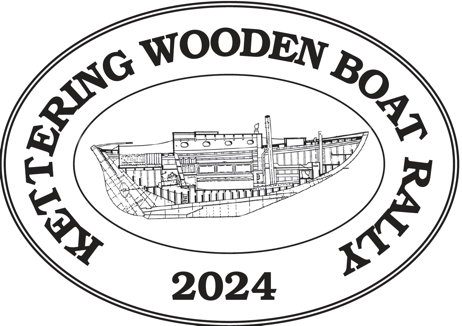 KETTERING WOODEN BOAT RALLY
2024